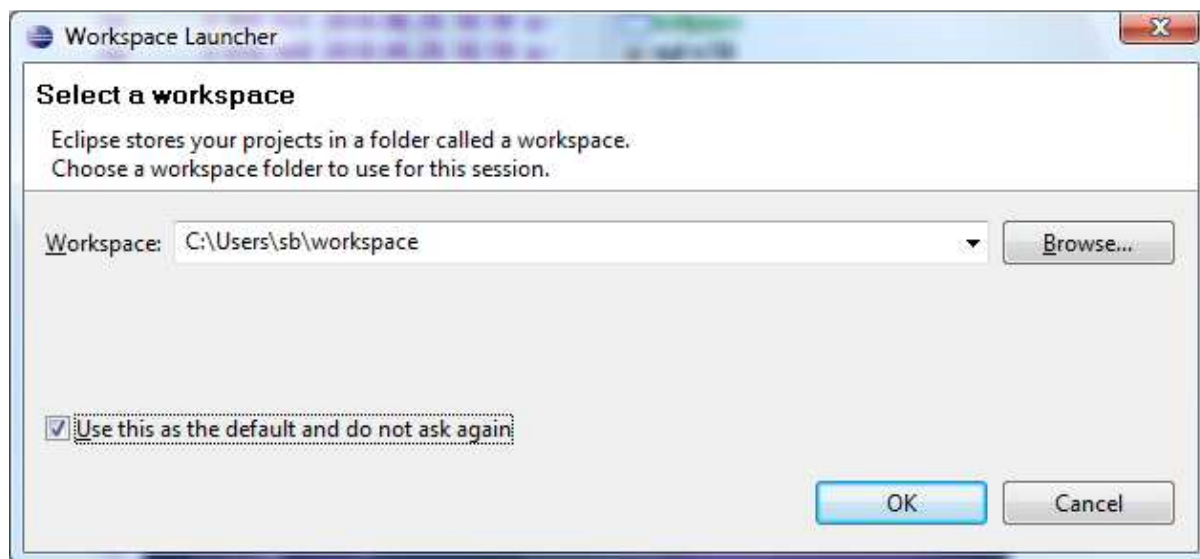 Workspace Launcher
Select a workspace
Eclipse stores your projects in a folder called a workspace.
Choose a workspace folder to use for this session.
Workspace: C:\Users\sb\workspace Browse...
Use this as the default and do not ask again
OK Cancel